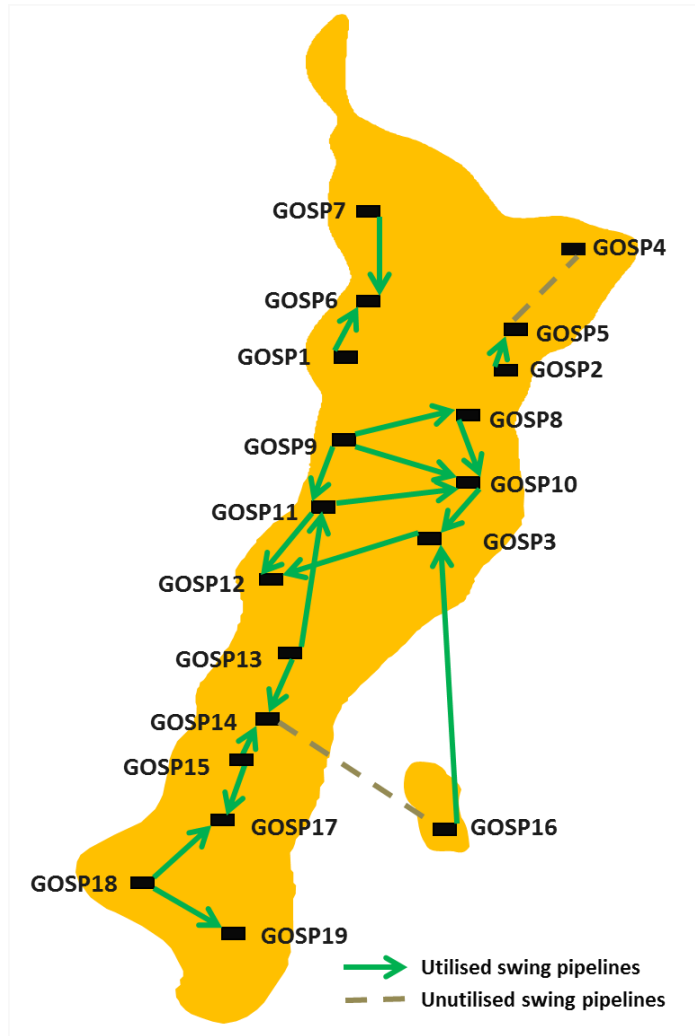 GOSP7
GOSP4
GOSP6
GOSP5
GOSP1
GOSP2
GOSP8
GOSP9
GOSP10
GOSP11
GOSP3
GOSP12
GOSP13
GOSP14
GOSP15
GOSP17
GOSP16
GOSP18
GOSP19
Utilised swing pipelines
Unutilised swing pipelines